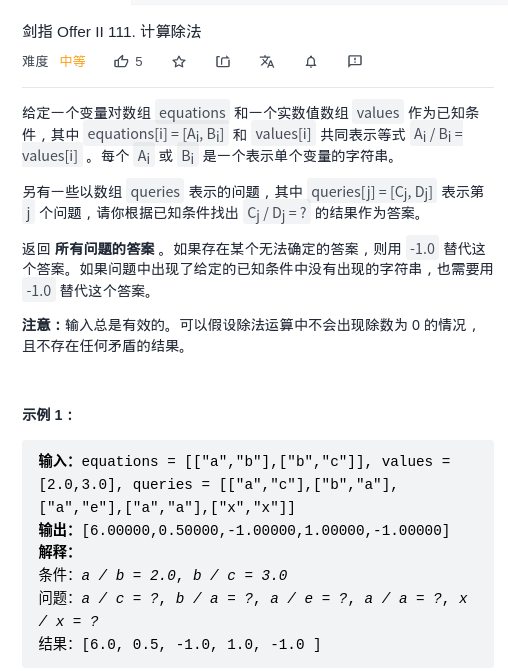 剑指 Offer II 111. 计算除法
难度 中等 5
给定一个变量对数组 equations 和一个实数值数组 values 作为已知条
件，其中 equations[i] = [Ai, Bi] 和 values[i] 共同表示等式 Ai / Bi =
values[i] 。每个 Ai 或 Bi 是一个表示单个变量的字符串。
另有一些以数组 queries 表示的问题，其中 queries[j] = [Cj, Dj] 表示第
j 个问题，请你根据已知条件找出 Cj / Dj = ? 的结果作为答案。
返回 所有问题的答案 。如果存在某个无法确定的答案，则用 -1.0 替代这
个答案。如果问题中出现了给定的已知条件中没有出现的字符串，也需要用
-1.0 替代这个答案。
注意：输入总是有效的。可以假设除法运算中不会出现除数为 0 的情况，
且不存在任何矛盾的结果。
示例 1：
输入：equations = [["a","b"],["b","c"]], values =
[2.0,3.0], queries = [["a","c"],["b","a"],
["a","e"],["a","a"],["x","x"]]
输出：[6.00000,0.50000,-1.00000,1.00000,-1.00000]
解释：
条件：a / b = 2.0, b / c = 3.0
问题：a / c = ?, b / a = ?, a / e = ?, a / a = ?, x
/ x = ?
结果：[6.0, 0.5, -1.0, 1.0, -1.0 ]